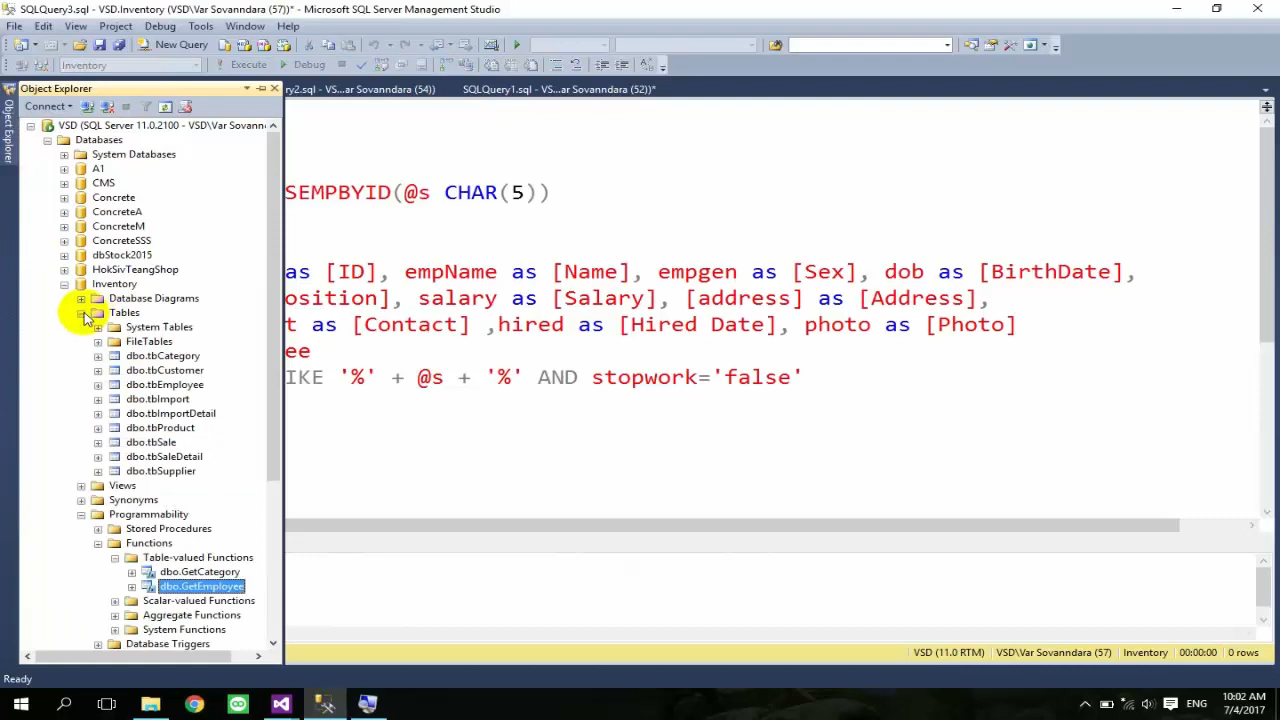 SQLQuery3.sql - VSD.Inventory (VSD\Var Sovanndara (57))* - Microsoft SQL Server Management Studio
File Edit View Project Debug Tools Window Help
New Query
Inventory Execute Debug
Object Explorer
ry2.sql - VS...ar Sovanndara (54))* SQLQuery1.sql - VS...ar Sovanndara (52))*
Object Explorer
Connect
VSD (SQL Server 11.0.2100 - VSD\Var Sovann
Databases
System Databases
A1
CMS
Concrete
ConcreteA
ConcreteM
ConcreteSSS
dbStock2015
HokSivTeangShop
Inventory
Database Diagrams
Tables
System Tables
FileTables
dbo.tbCategory
dbo.tbCustomer
dbo.tbEmployee
dbo.tbImport
dbo.tbImportDetail
dbo.tbProduct
dbo.tbSale
dbo.tbSaleDetail
dbo.tbSupplier
Views
Synonyms
Programmability
Stored Procedures
Functions
Table-valued Functions
dbo.GetCategory
dbo.GetEmployee
Scalar-valued Functions
Aggregate Functions
System Functions
Database Triggers
SEMPBYID(@s CHAR(5))
as [ID], empName as [Name], empgen as [Sex], dob as [BirthDate],
osition], salary as [Salary], [address] as [Address],
t as [Contact] ,hired as [Hired Date], photo as [Photo]
ee
IKE '%' + @s + '%' AND stopwork='false'
VSD (11.0 RTM) VSD\Var Sovanndara (57) Inventory 00:00:00 0 rows
Ready
ENG
10:02 AM
7/4/2017